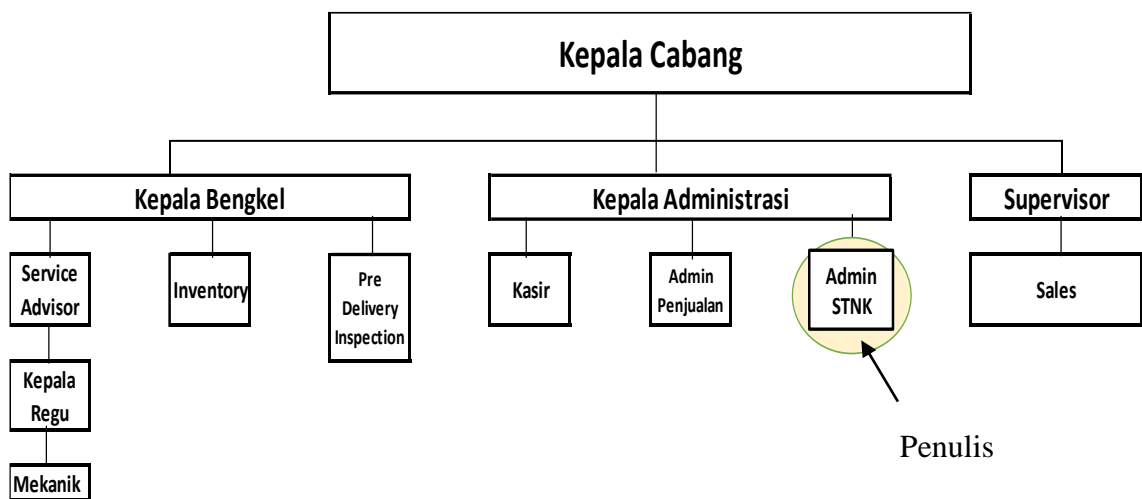 Kepala Cabang
Kepala Bengkel
Kepala Administrasi
Supervisor
Service
Advisor
Inventory
Pre
Delivery
Inspection
Kasir
Admin
Penjualan
Admin
STNK
Sales
Kepala
Regu
Mekanik
Penulis